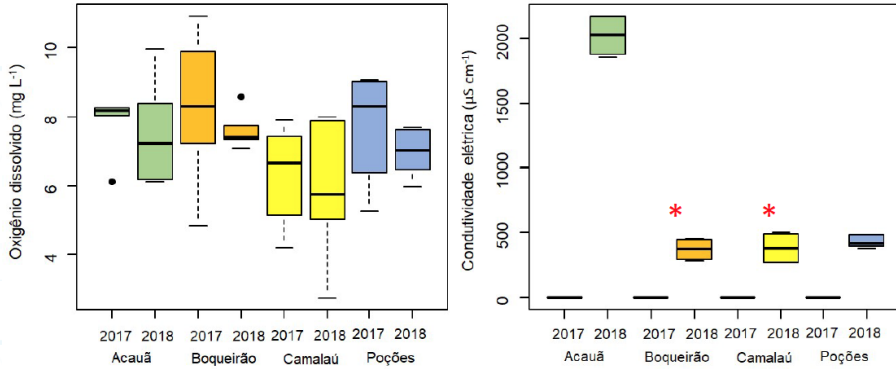 Oxigênio dissolvido (mg L-1)
10
8
6
4
2017 2018 2017 2018 2017 2018 2017 2018
Acauã Boqueirão Camalaú Poções
Condutividade elétrica (µS cm-1)
2000
1500
1000
500
0
* *
2017 2018 2017 2018 2017 2018 2017 2018
Acauã Boqueirão Camalaú Poções